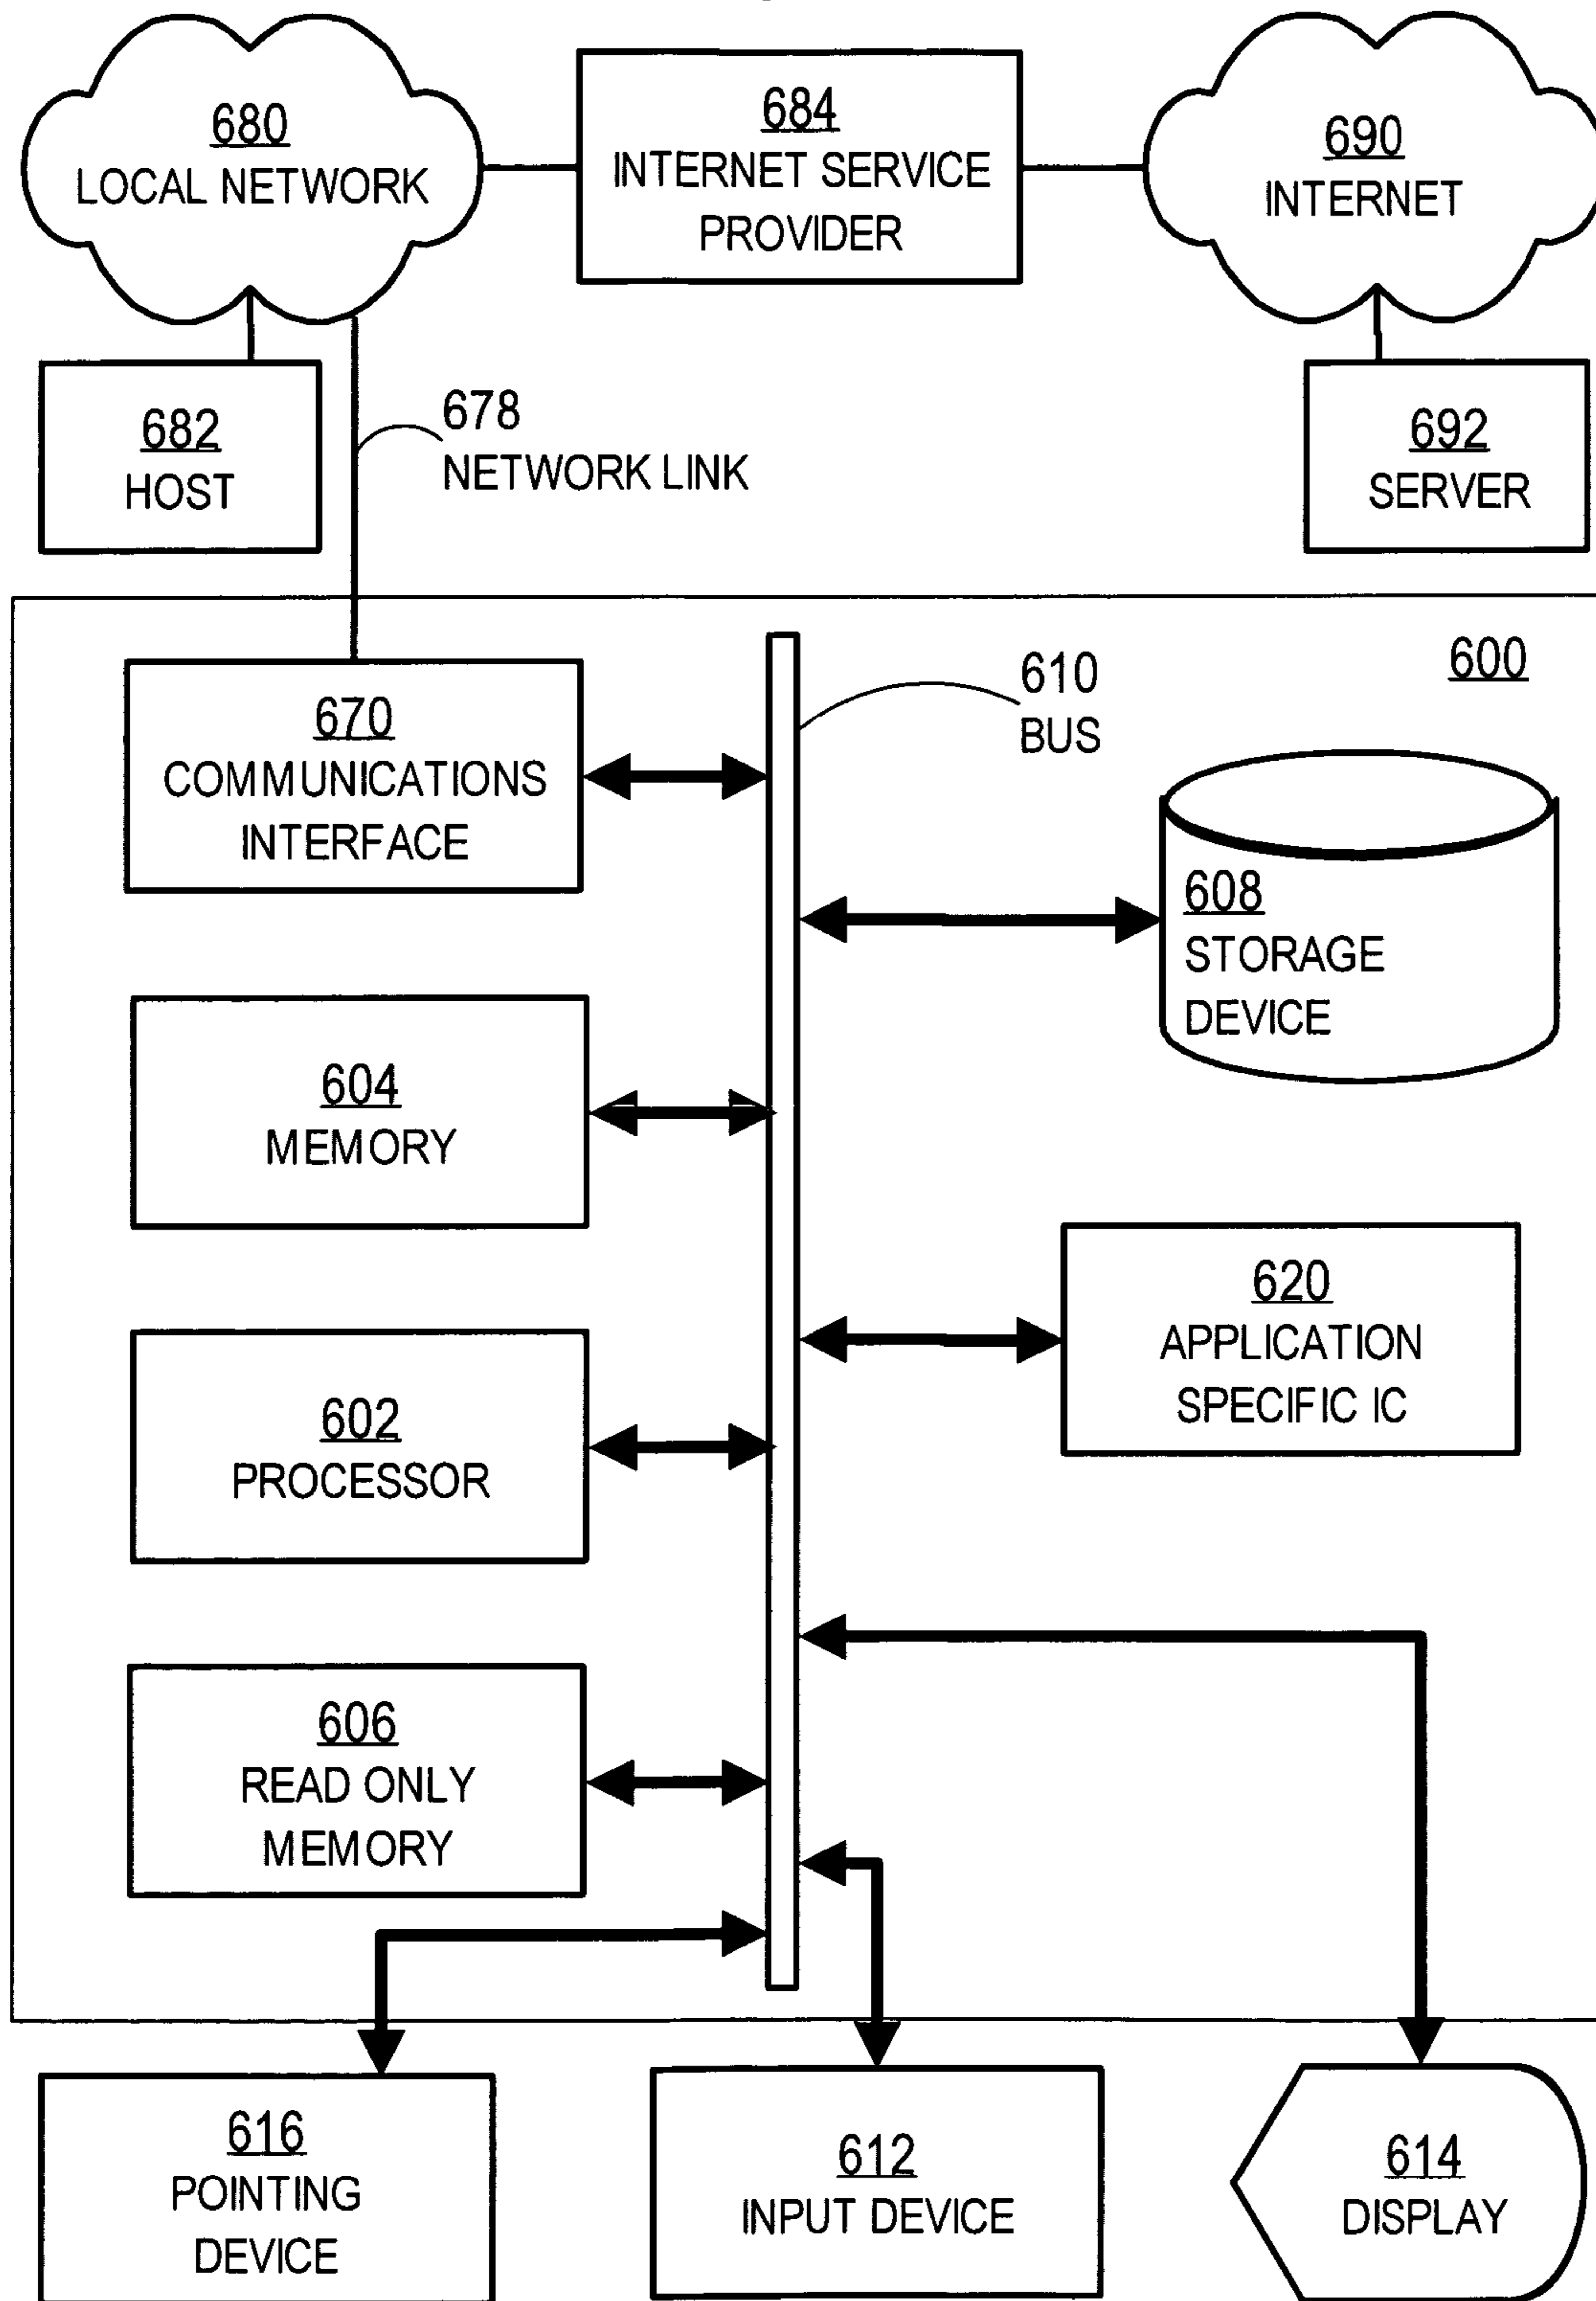 680
LOCAL NETWORK
684
INTERNET SERVICE
PROVIDER
690
INTERNET
682
HOST
678
NETWORK LINK
692
SERVER
600
670
COMMUNICATIONS
INTERFACE
610
BUS
608
STORAGE
DEVICE
604
MEMORY
620
APPLICATION
SPECIFIC IC
602
PROCESSOR
606
READ ONLY
MEMORY
616
POINTING
DEVICE
612
INPUT DEVICE
614
DISPLAY